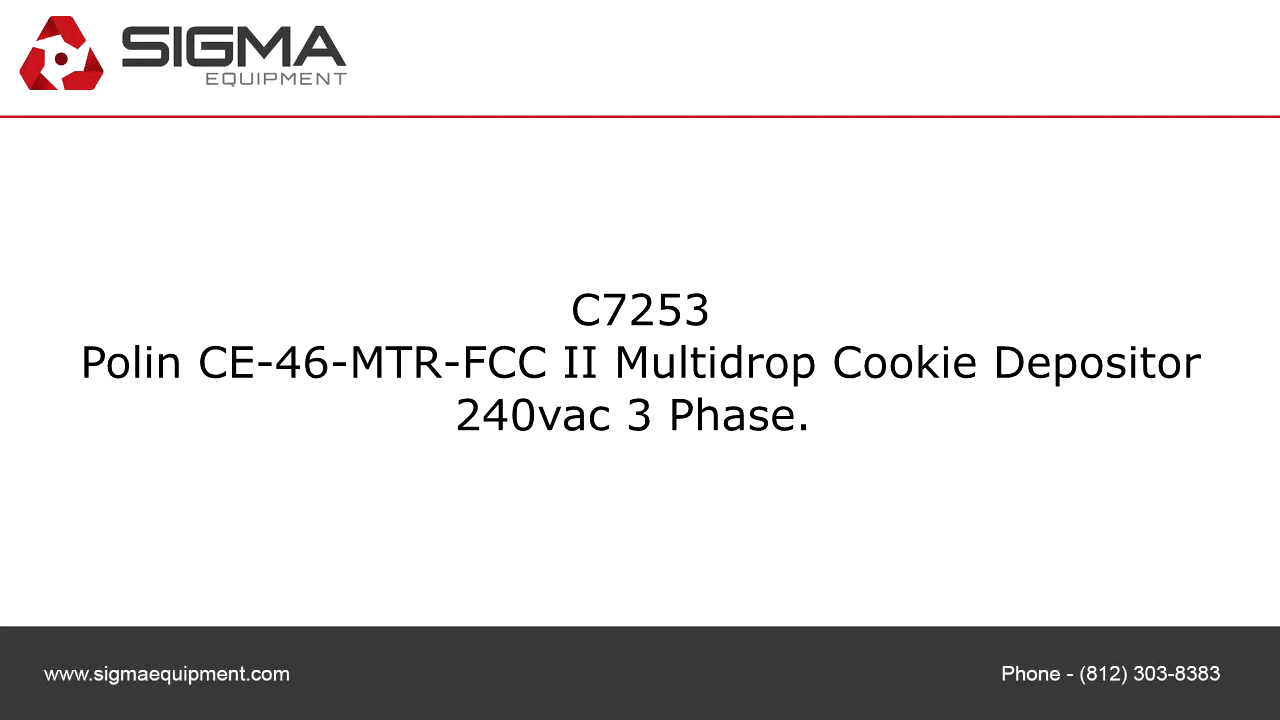 SIGMA
EQUIPMENT
C7253
Polin CE-46-MTR-FCC II Multidrop Cookie Depositor
240vac 3 Phase.
www.sigmaequipment.com
Phone - (812) 303-8383